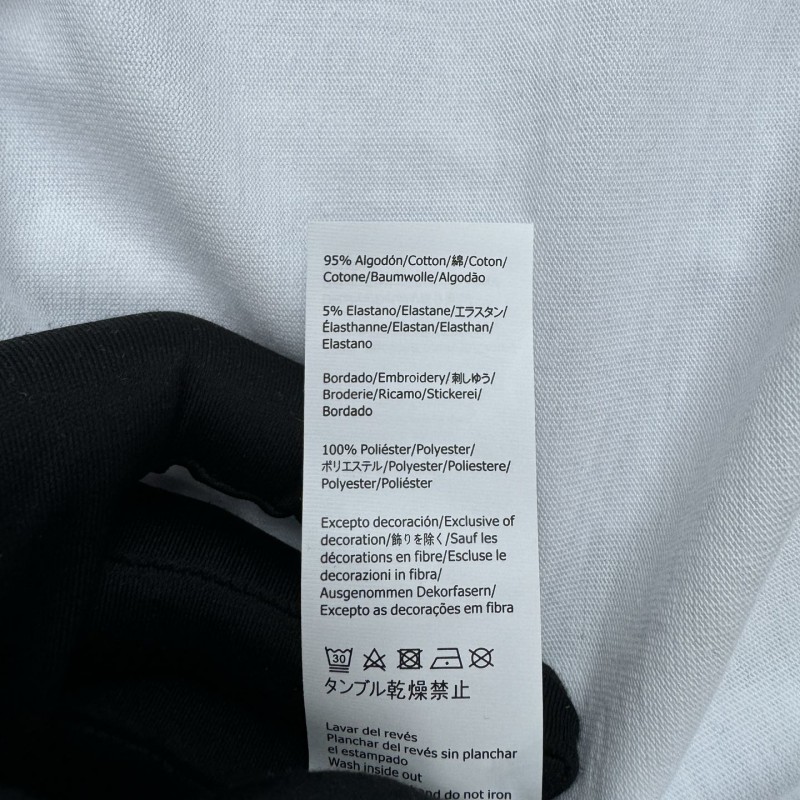 95% Algodón/Cotton/綿/Coton/
Cotone/Baumwolle/Algodão
5% Elastano/Elastane/エラスタン/
Élasthanne/Elastan/Elasthan/
Elastano
Bordado/Embroidery/刺しゅう/
Broderie/Ricamo/Stickerei/
Bordado
100% Poliéster/Polyester/
ポリエステル/Polyester/Poliestere/
Polyester/Poliéster
Excepto decoración/Exclusive of
decoration/飾りを除く/Sauf les
décorations en fibre/Escluse le
decorazioni in fibra/
Ausgenommen Dekorfasern/
Excepto as decorações em fibra
30
タンブル乾燥禁止
Lavar del revés
Planchar del revés sin planchar
el estampado
Wash inside out
and do not iron